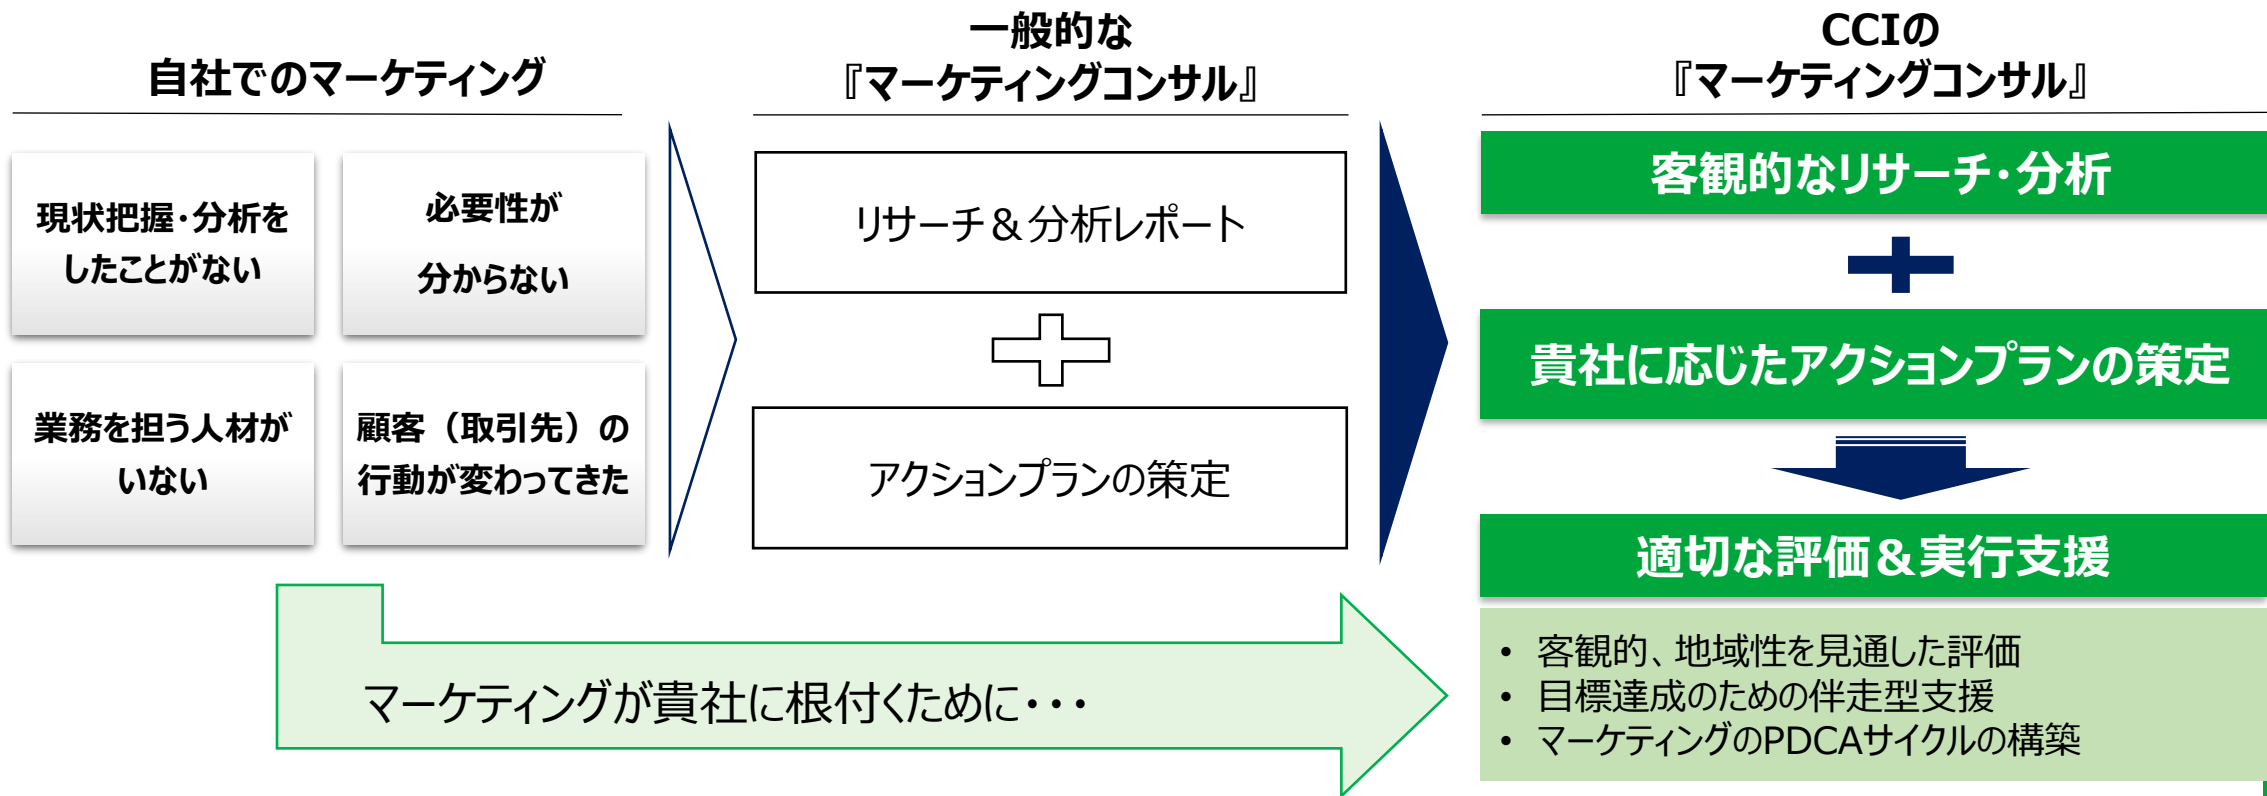 自社でのマーケティング
現状把握・分析を
したことがない
必要性が
分からない
業務を担う人材が
いない
顧客（取引先）の
行動が変わってきた
一般的な
『マーケティングコンサル』
リサーチ＆分析レポート
アクションプランの策定
CCIの
『マーケティングコンサル』
客観的なリサーチ・分析
貴社に応じたアクションプランの策定
適切な評価＆実行支援
• 客観的、地域性を見通した評価
• 目標達成のための伴走型支援
• マーケティングのPDCAサイクルの構築
マーケティングが貴社に根付くために・・・